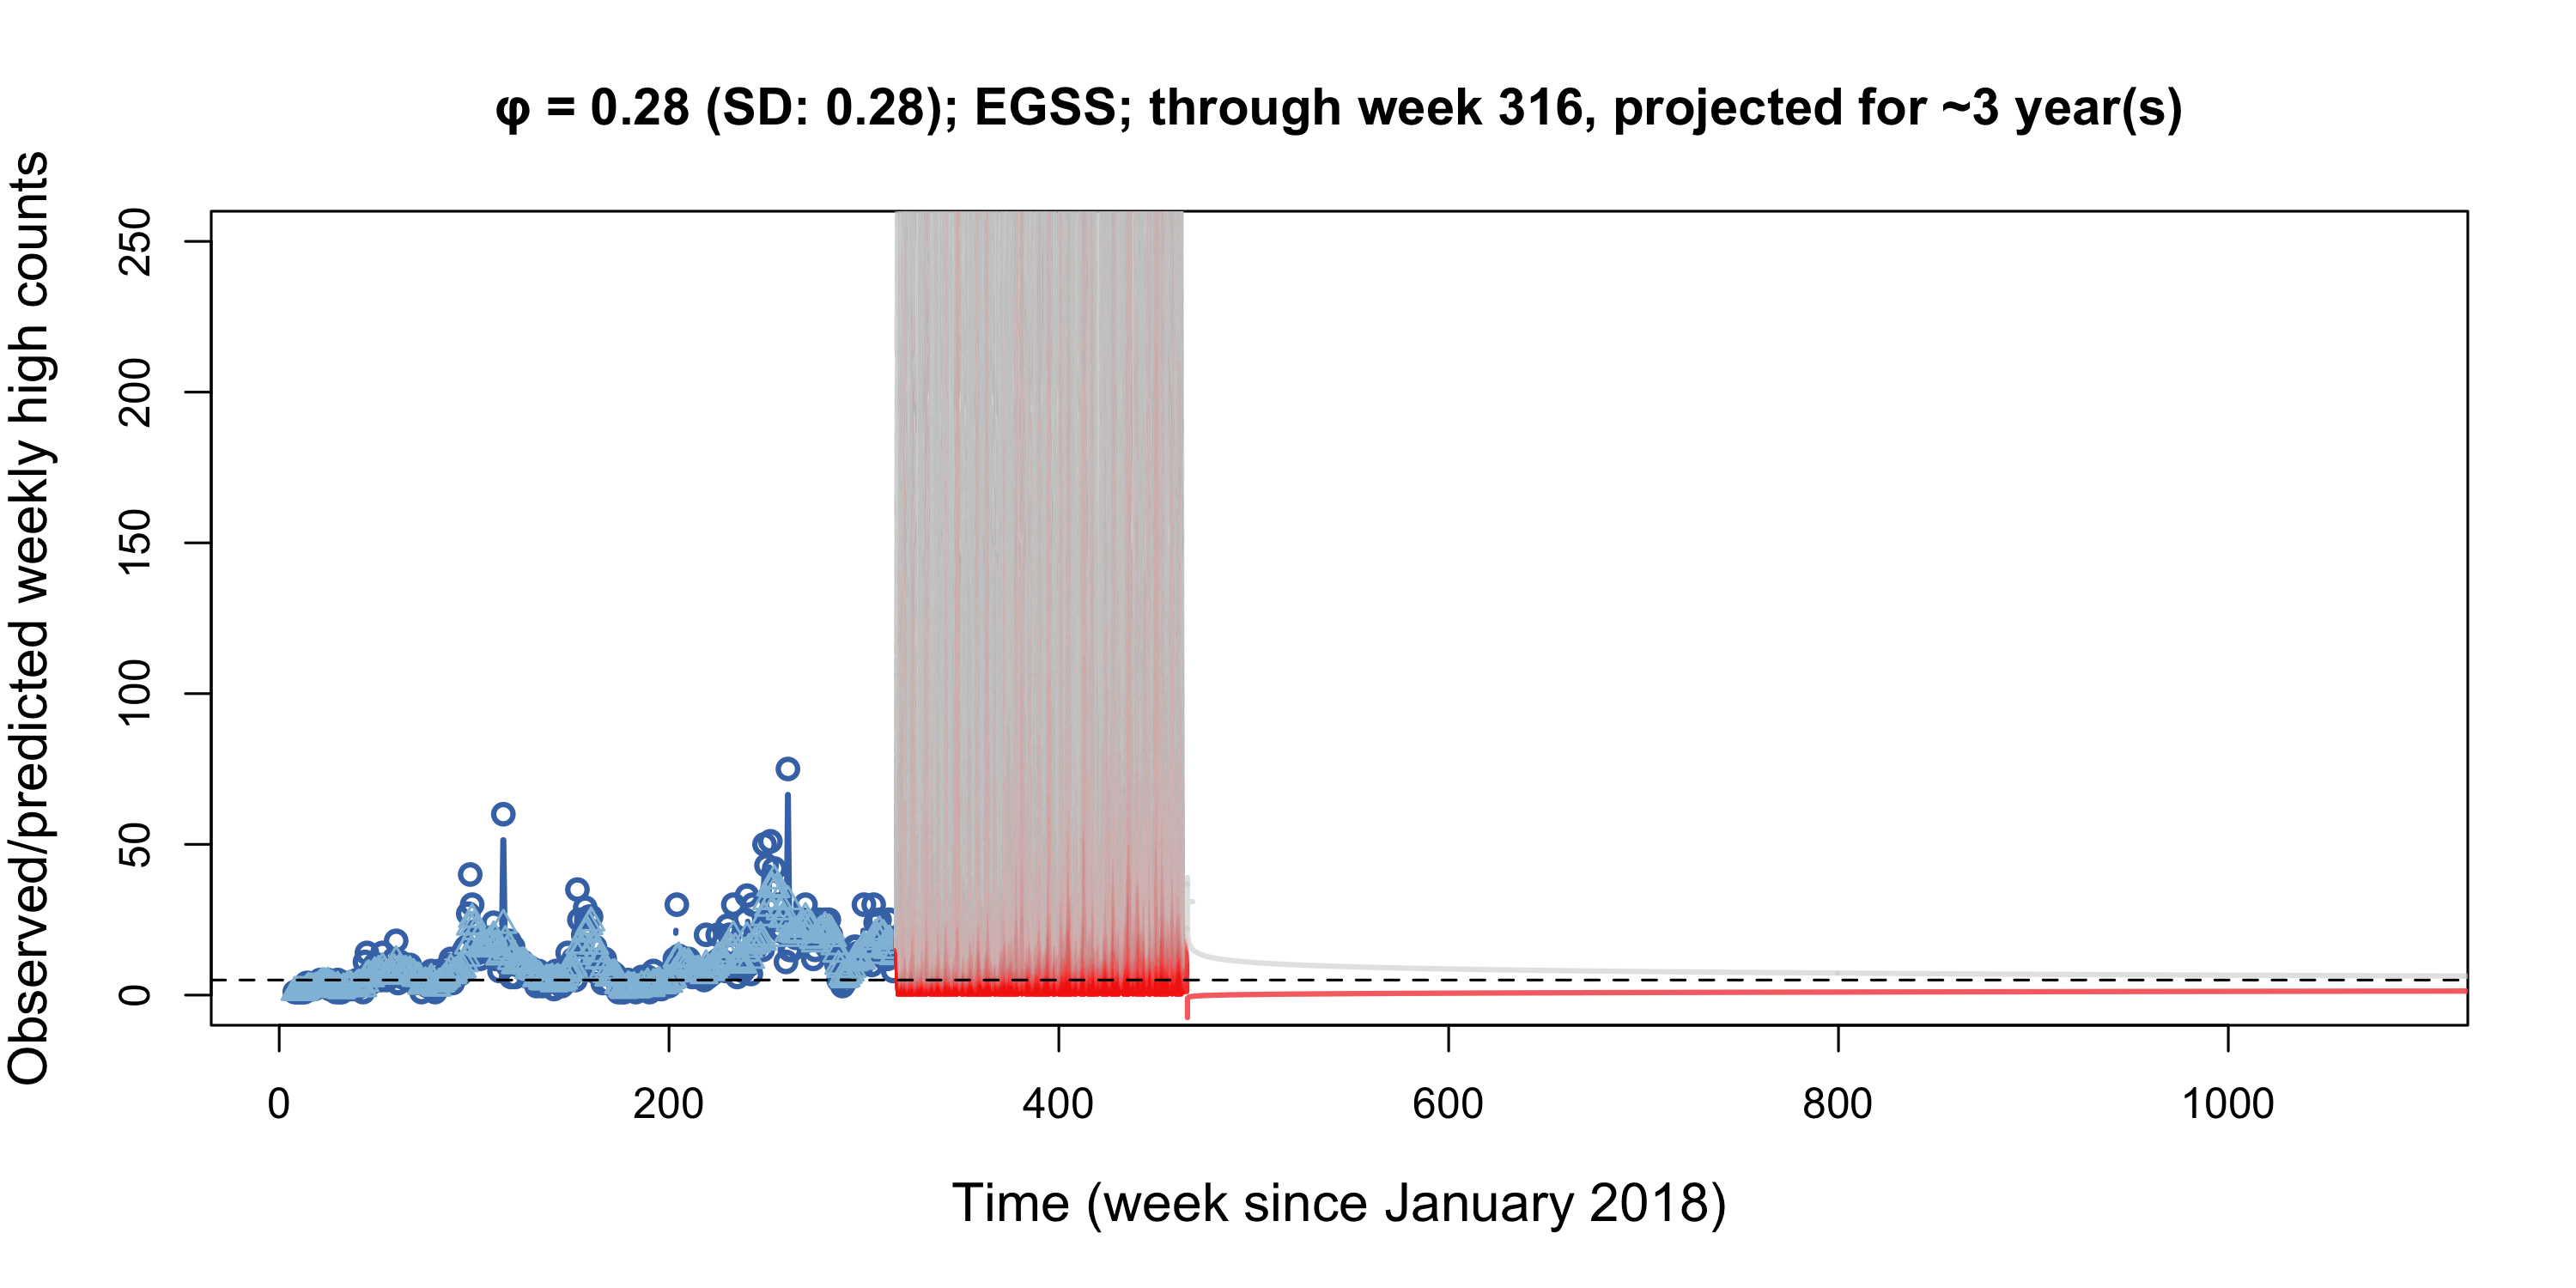 φ = 0.28 (SD: 0.28); EGSS; through week 316, projected for ~3 year(s)
Observed/predicted weekly high counts
250
200
150
100
50
0
0 200 400 600 800 1000
Time (week since January 2018)